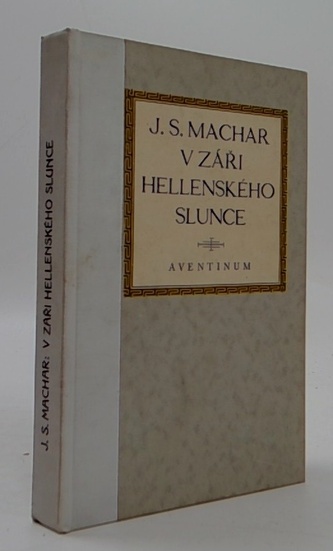 J. S. MACHAR
V ZÁŘI
HELLENSKÉHO
SLUNCE
AVENTINUM
J. S. MACHAR: V ZÁŘI HELLENSKÉHO SLUNCE